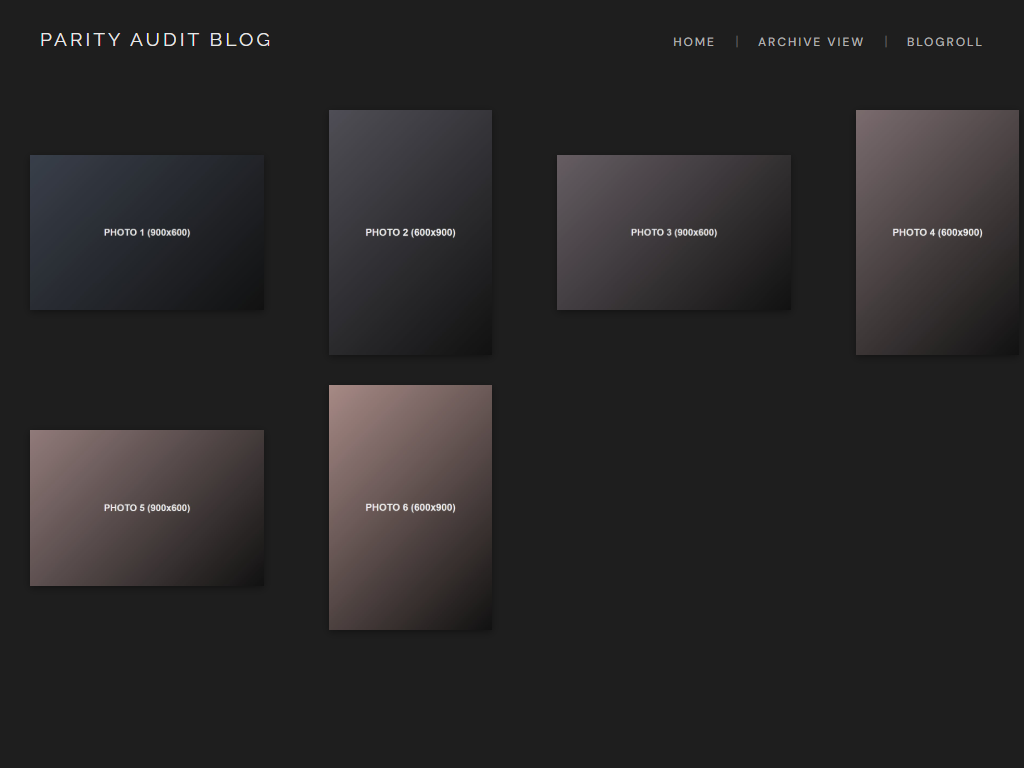 PARITY AUDIT BLOG
HOME | ARCHIVE VIEW | BLOGROLL
PHOTO 1 (900x600)
PHOTO 2 (600x900)
PHOTO 3 (900x600)
PHOTO 4 (600x900)
PHOTO 5 (900x600)
PHOTO 6 (600x900)